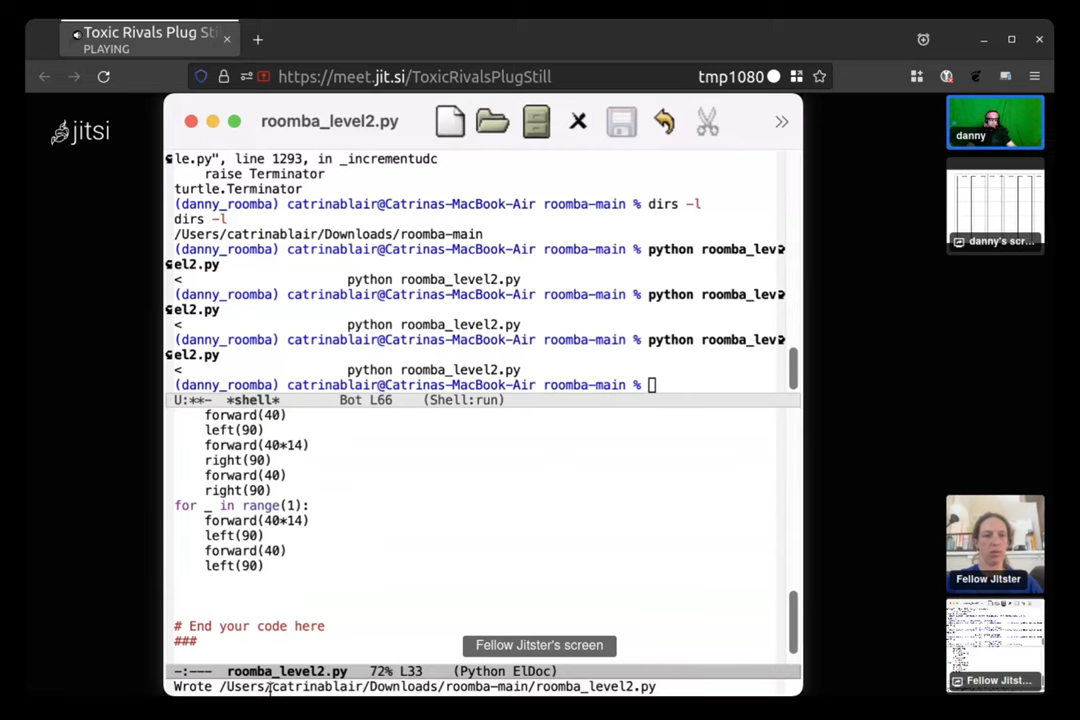 Toxic Rivals Plug Sti
PLAYING
https://meet.jit.si/ToxicRivalsPlugStill
tmp1080
jitsi
roomba_level2.py
le.py", line 1293, in _incrementudc
raise Terminator
turtle.Terminator
(danny_roomba) catrinablair@Catrinas-MacBook-Air roomba-main % dirs -l
dirs -l
/Users/catrinablair/Downloads/roomba-main
(danny_roomba) catrinablair@Catrinas-MacBook-Air roomba-main % python roomba_lev
el2.py
< python roomba_level2.py
(danny_roomba) catrinablair@Catrinas-MacBook-Air roomba-main % python roomba_lev
el2.py
< python roomba_level2.py
(danny_roomba) catrinablair@Catrinas-MacBook-Air roomba-main % python roomba_lev
el2.py
< python roomba_level2.py
(danny_roomba) catrinablair@Catrinas-MacBook-Air roomba-main %
U:**- *shell* Bot L66 (Shell:run)
forward(40)
left(90)
forward(40*14)
right(90)
forward(40)
right(90)
for _ in range(1):
forward(40*14)
left(90)
forward(40)
left(90)
# End your code here
###
Fellow Jitster's screen
-:--- roomba_level2.py 72% L33 (Python ElDoc)
Wrote /Users/catrinablair/Downloads/roomba-main/roomba_level2.py
danny
danny's scr...
Fellow Jitster
Fellow Jitst...